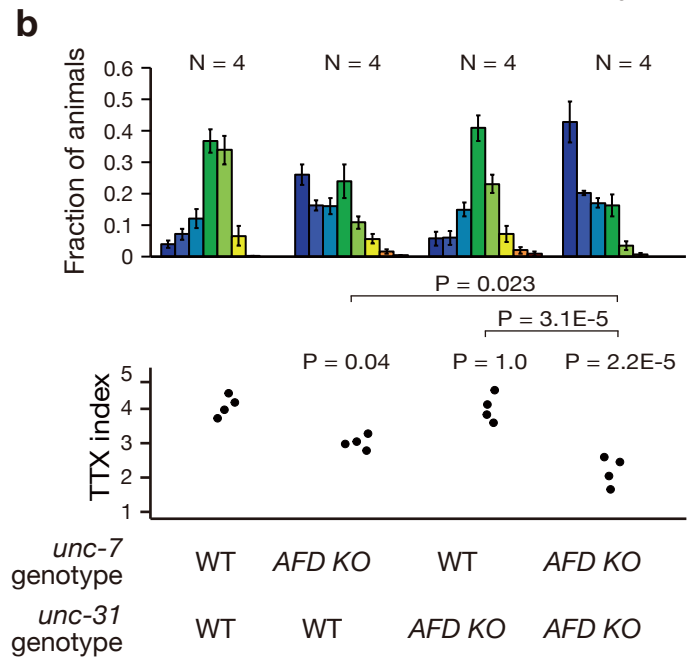 b
N = 4 N = 4 N = 4 N = 4
Fraction of animals
0.6
0.5
0.4
0.3
0.2
0.1
0
P = 0.023
P = 3.1E-5
P = 0.04 P = 1.0 P = 2.2E-5
TTX index
5
4
3
2
1
unc-7
genotype WT AFD KO WT AFD KO
unc-31
genotype WT WT AFD KO AFD KO